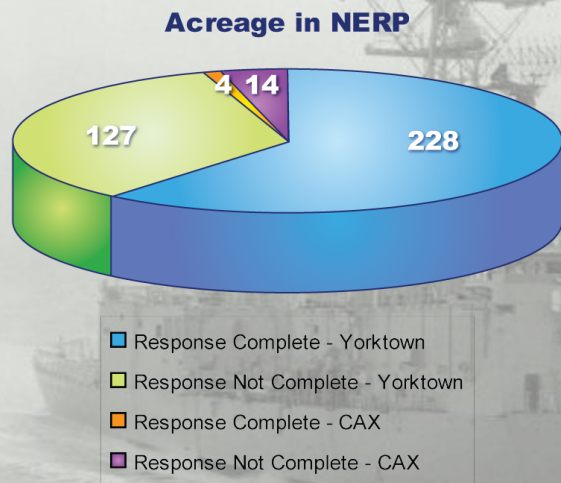 Acreage in NERP
4 14
127
228
Response Complete - Yorktown
Response Not Complete - Yorktown
Response Complete - CAX
Response Not Complete - CAX